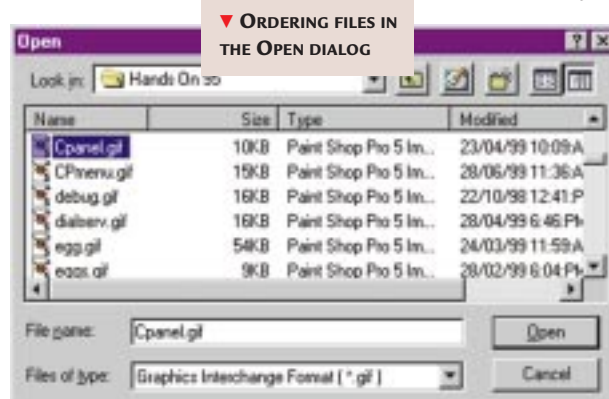 ▼ ORDERING FILES IN
THE OPEN DIALOG
Open
Look in: Hands On 95
Name Size Type Modified
Cpanel.gif 10KB Paint Shop Pro 5 Im... 23/04/99 10:09 A
CPmenu.gif 15KB Paint Shop Pro 5 Im... 28/06/99 11:36 A
debug.gif 16KB Paint Shop Pro 5 Im... 22/10/98 12:41 P
dialserv.gif 16KB Paint Shop Pro 5 Im... 28/04/99 6:46 PM
egg.gif 54KB Paint Shop Pro 5 Im... 24/03/99 11:59 A
eggs.gif 9KB Paint Shop Pro 5 Im... 28/02/99 6:04 PM
File name: Cpanel.gif Open
Files of type: Graphics Interchange Format ( *.gif ) Cancel